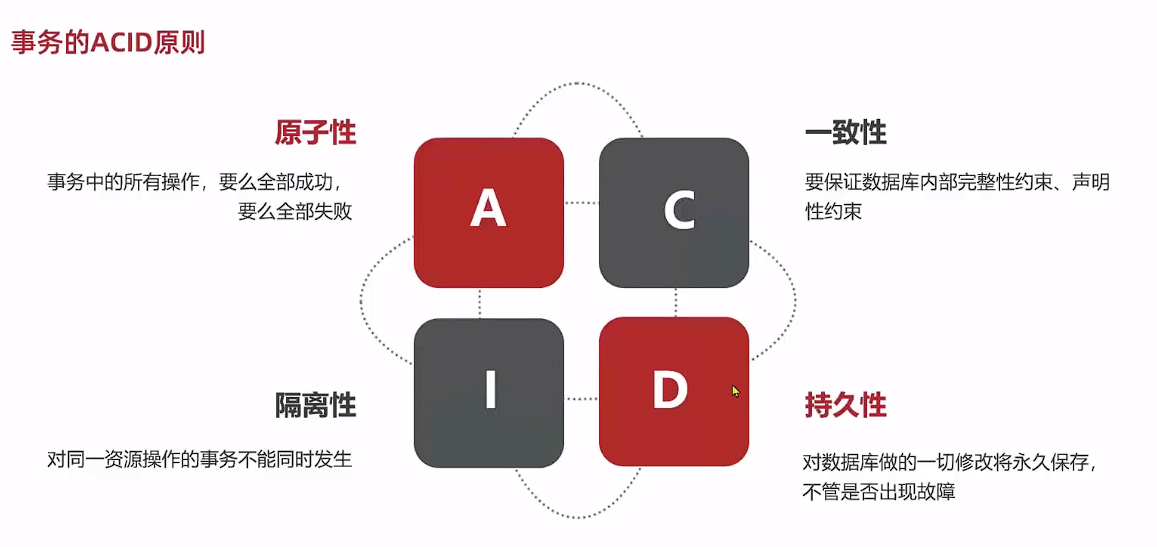 事务的ACID原则
原子性
事务中的所有操作，要么全部成功，
要么全部失败
A
C
一致性
要保证数据库内部完整性约束、声明
性约束
隔离性
对同一资源操作的事务不能同时发生
I
D
持久性
对数据库做的一切修改将永久保存，
不管是否出现故障